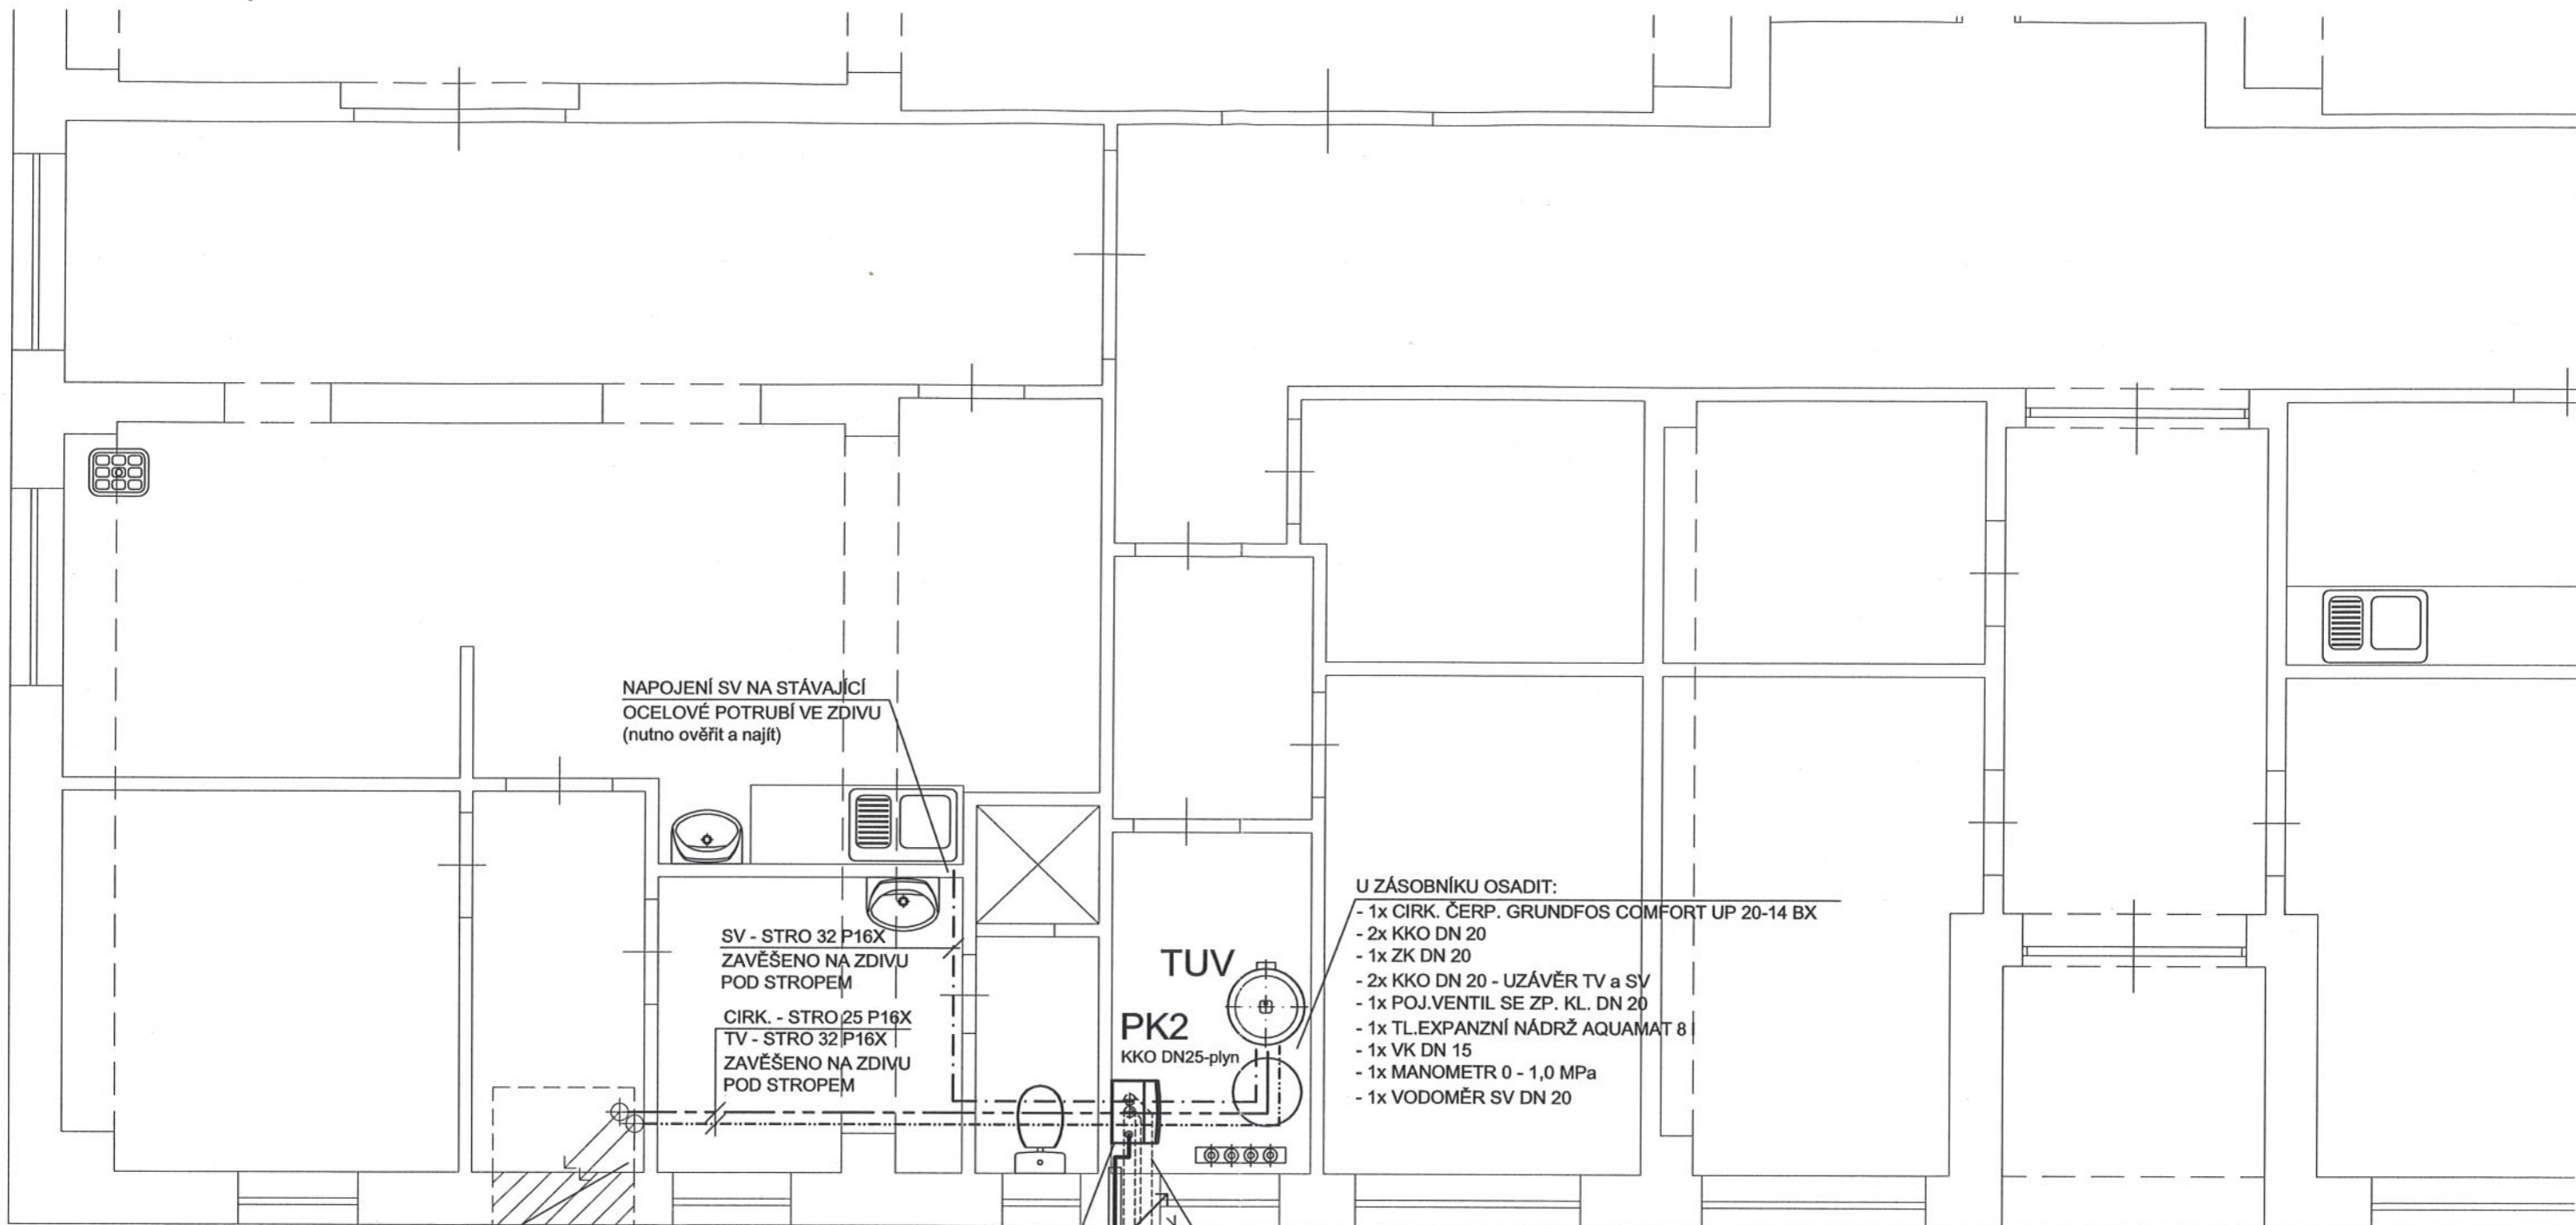 NAPOJENÍ SV NA STÁVAJÍCÍ
OCELOVÉ POTRUBÍ VE ZDIVU
(nutno ověřit a najít)
SV - STRO 32 P16X
ZAVĚŠENO NA ZDIVU
POD STROPEM
CIRK. - STRO 25 P16X
TV - STRO 32 P16X
ZAVĚŠENO NA ZDIVU
POD STROPEM
TUV
PK2
KKO DN25-plyn
U ZÁSOBNÍKU OSADIT:
- 1x CIRK. ČERP. GRUNDFOS COMFORT UP 20-14 BX
- 2x KKO DN 20
- 1x ZK DN 20
- 2x KKO DN 20 - UZÁVĚR TV a SV
- 1x POJ.VENTIL SE ZP. KL. DN 20
- 1x TL.EXPANZNÍ NÁDRŽ AQUAMAT 8 l
- 1x VK DN 15
- 1x MANOMETR 0 - 1,0 MPa
- 1x VODOMĚR SV DN 20